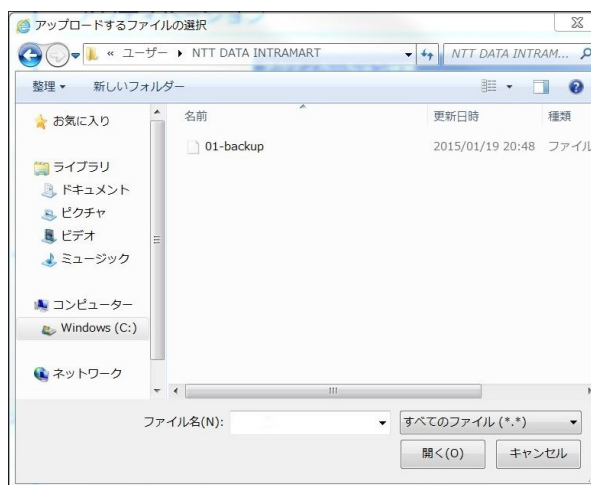 アップロードするファイルの選択
« ユーザー ▸ NTT DATA INTRAMART
NTT DATA INTRAM...
整理 新しいフォルダー
お気に入り
ライブラリ
ドキュメント
ピクチャ
ビデオ
ミュージック
コンピューター
Windows (C:)
ネットワーク
名前 更新日時 種類
01-backup 2015/01/19 20:48 ファイル
ファイル名(N):
すべてのファイル (*.*)
開く(O) キャンセル